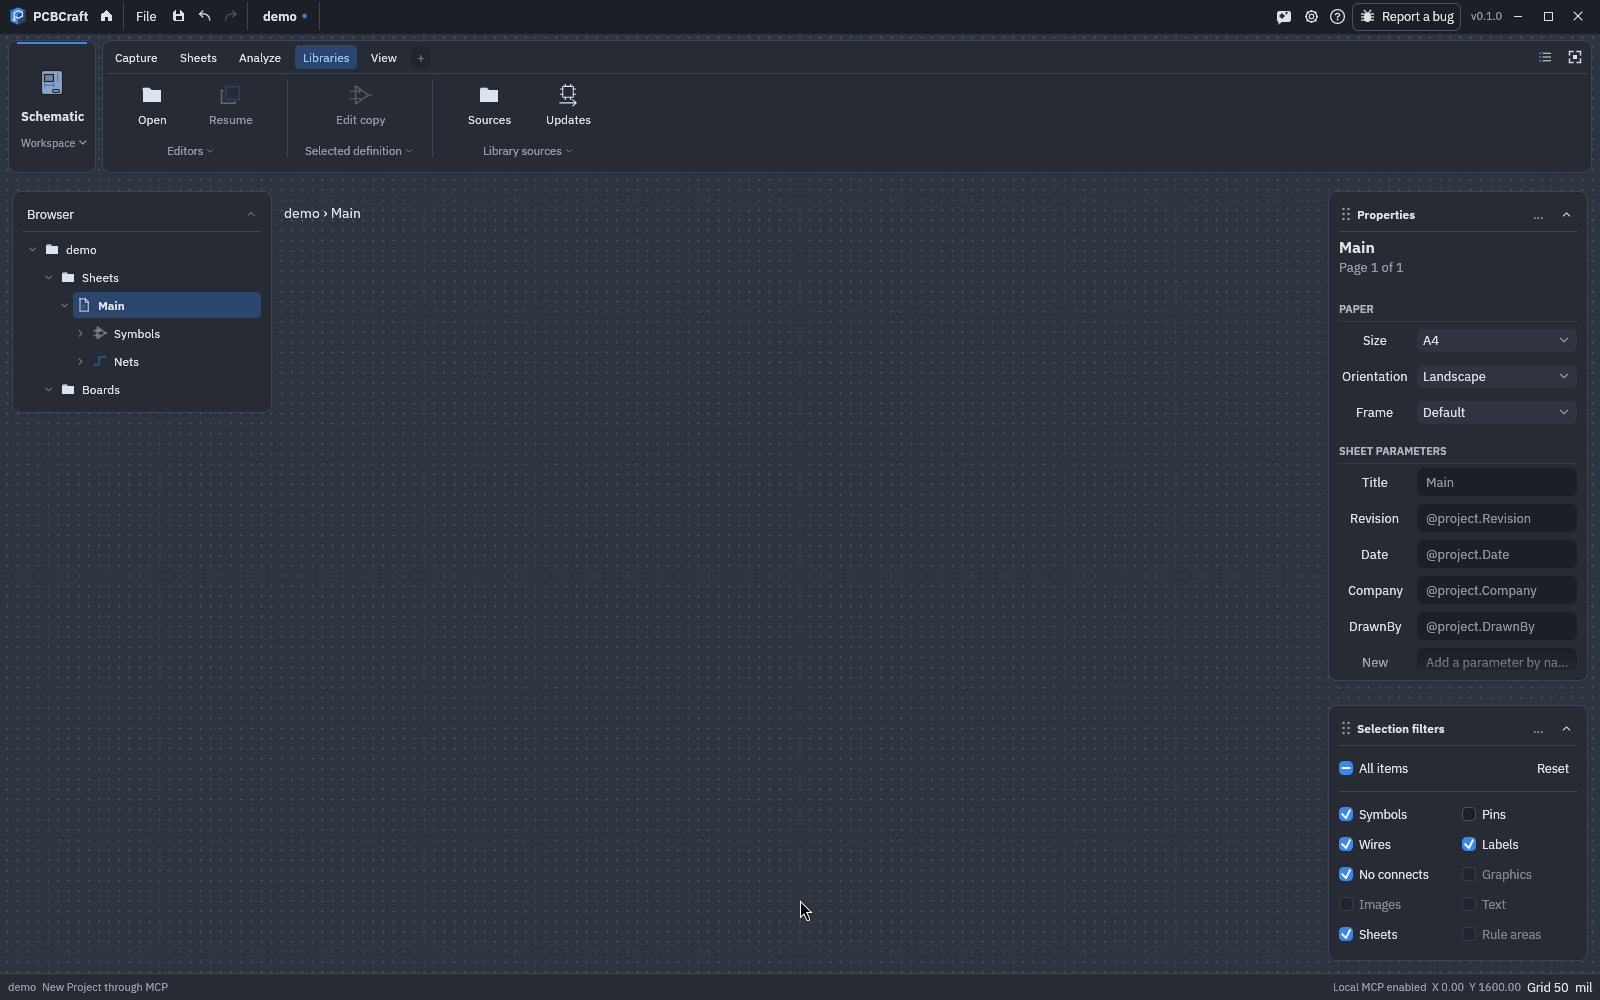 PCBCraft File demo Report a bug v0.1.0
Capture Sheets Analyze Libraries View +
Schematic
Workspace
Open Resume Edit copy Sources Updates
Editors Selected definition Library sources
Browser
demo
Sheets
Main
Symbols
Nets
Boards
demo › Main
Properties ...
Main
Page 1 of 1
PAPER
Size A4
Orientation Landscape
Frame Default
SHEET PARAMETERS
Title Main
Revision @project.Revision
Date @project.Date
Company @project.Company
DrawnBy @project.DrawnBy
New Add a parameter by na...
Selection filters ...
All items Reset
Symbols Pins
Wires Labels
No connects Graphics
Images Text
Sheets Rule areas
demo New Project through MCP Local MCP enabled X 0.00 Y 1600.00 Grid 50 mil